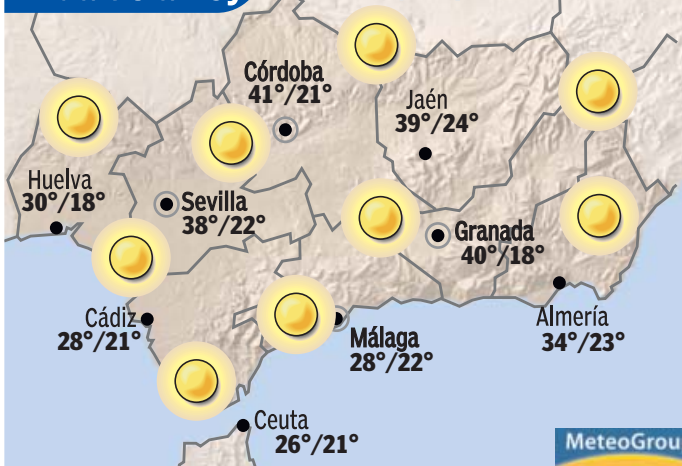 Córdoba
41°/21°
Jaén
39°/24°
Huelva
30°/18°
Sevilla
38°/22°
Granada
40°/18°
Cádiz
28°/21°
Málaga
28°/22°
Almería
34°/23°
Ceuta
26°/21°
MeteoGrou